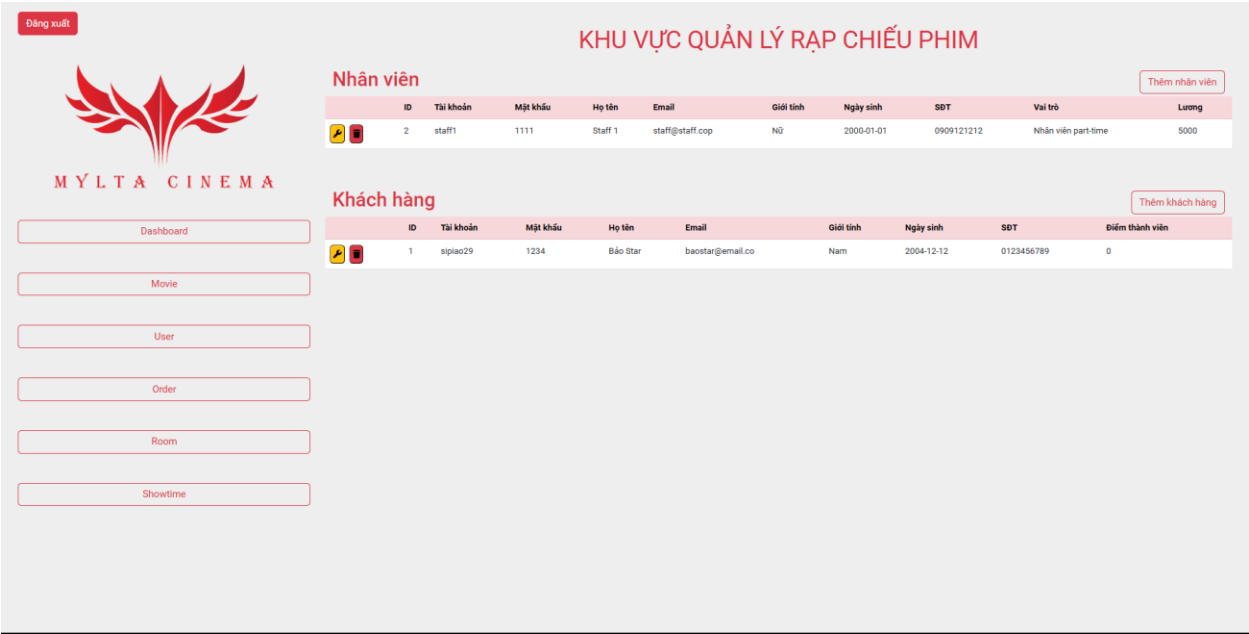 Đăng xuất
KHU VỰC QUẢN LÝ RẠP CHIẾU PHIM
MYLTA CINEMA
Dashboard
Movie
User
Order
Room
Showtime
Nhân viên
Thêm nhân viên
ID Tài khoản Mật khẩu Họ tên Email Giới tính Ngày sinh SĐT Vai trò Lương
2 staff1 1111 Staff 1 staff@staff.cop Nữ 2000-01-01 0909121212 Nhân viên part-time 5000
Khách hàng
Thêm khách hàng
ID Tài khoản Mật khẩu Họ tên Email Giới tính Ngày sinh SĐT Điểm thành viên
1 sipiao29 1234 Bảo Star baostar@email.co Nam 2004-12-12 0123456789 0